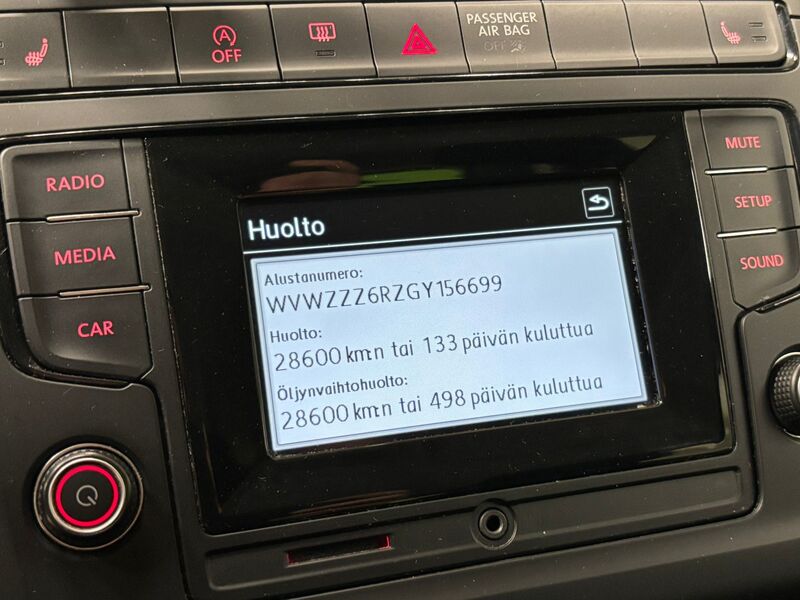 OFF
PASSENGER
AIR BAG
OFF
RADIO
MEDIA
CAR
MUTE
SETUP
SOUND
Huolto
Alustanumero:
WVWZZZ6RZGY156699
Huolto:
28600 km:n tai 133 päivän kuluttua
Öljynvaihtohuolto:
28600 km:n tai 498 päivän kuluttua